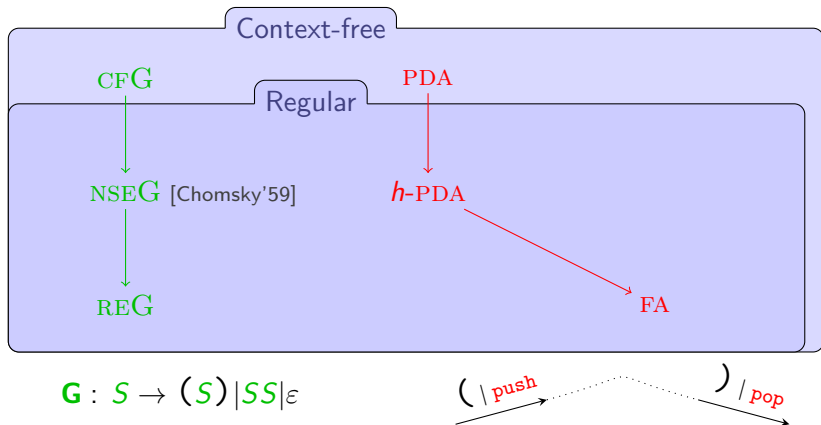 Context-free
CFG PDA
Regular
NSEG [Chomsky'59] h-PDA
REG FA
G : S → (S)|SS|ε ( | push ) | pop